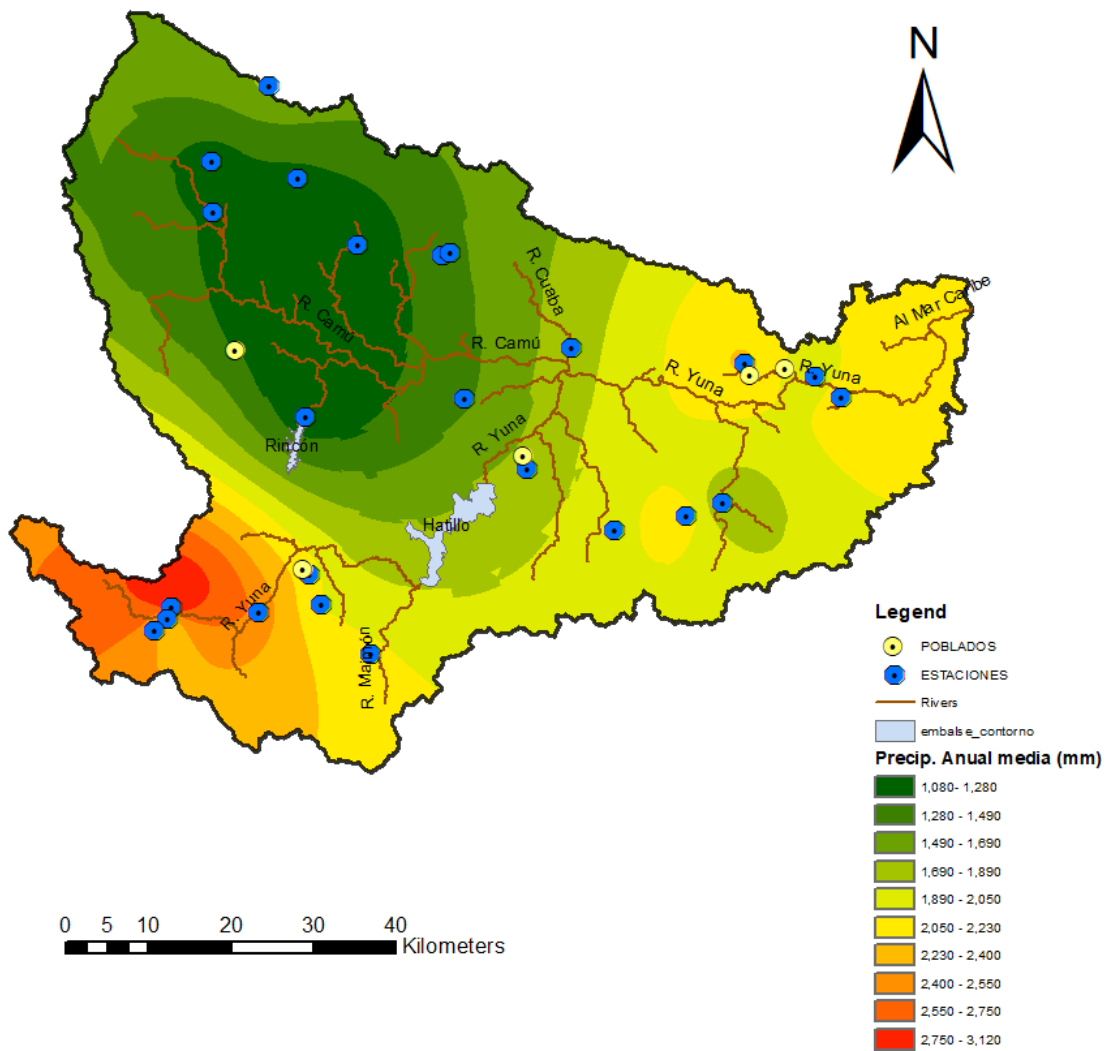 N
R. Cuaba
Al Mar Caribe
R. Camú
R. Camú
R. Yuna
R. Yuna
R. Yuna
Rincón
Hatillo
R. Yuna
R. Maimón
0 5 10 20 30 40
Kilometers
Legend
POBLADOS
ESTACIONES
Rivers
embalse_contorno
Precip. Anual media (mm)
1,080- 1,280
1,280 - 1,490
1,490 - 1,690
1,690 - 1,890
1,890 - 2,050
2,050 - 2,230
2,230 - 2,400
2,400 - 2,550
2,550 - 2,750
2,750 - 3,120